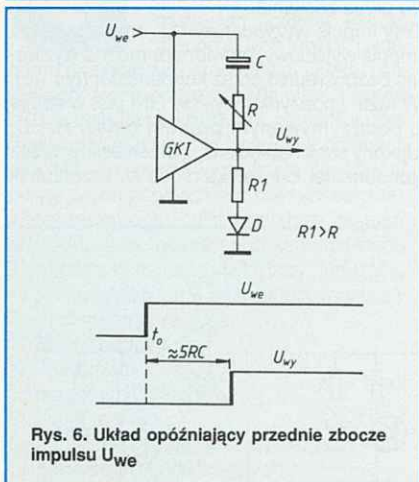 U_we
C
R
GKI
U_wy
R1
D
R1>R
U_we
t_o
≈5RC
U_wy
Rys. 6. Układ opóźniający przednie zbocze
impulsu U_we